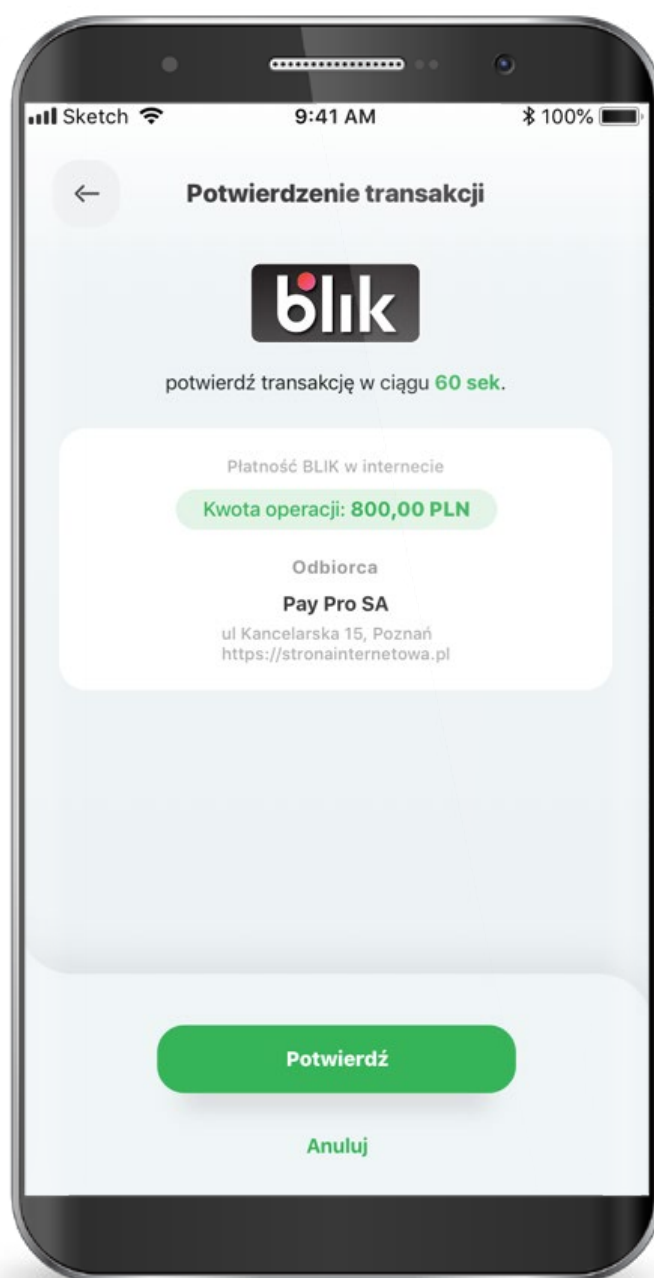 Sketch 9:41 AM 100%
Potwierdzenie transakcji
blik
potwierdź transakcję w ciągu 60 sek.
Płatność BLIK w internecie
Kwota operacji: 800,00 PLN
Odbiorca
Pay Pro SA
ul Kancelarska 15, Poznań
https://stronainternetowa.pl
Potwierdź
Anuluj